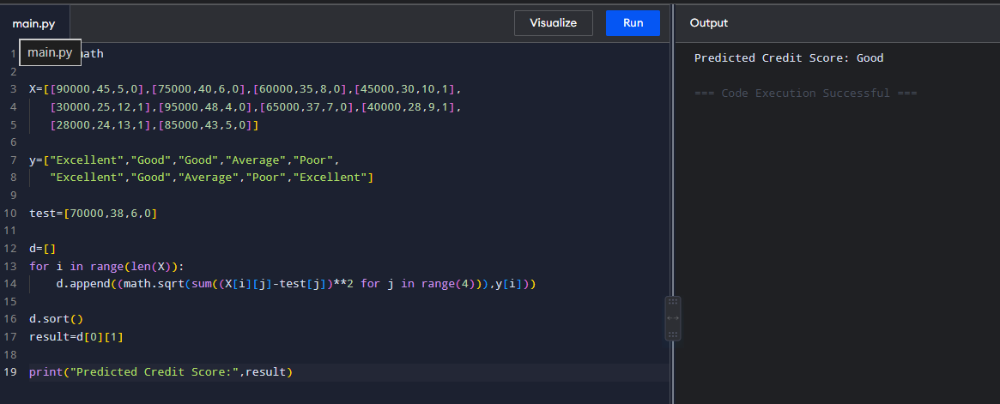 main.py
Visualize
Run
Output
main.py
1 ath
2
3 X=[[90000,45,5,0],[75000,40,6,0],[60000,35,8,0],[45000,30,10,1],
4 [30000,25,12,1],[95000,48,4,0],[65000,37,7,0],[40000,28,9,1],
5 [28000,24,13,1],[85000,43,5,0]]
6
7 y=["Excellent","Good","Good","Average","Poor",
8 "Excellent","Good","Average","Poor","Excellent"]
9
10 test=[70000,38,6,0]
11
12 d=[]
13 for i in range(len(X)):
14 d.append((math.sqrt(sum((X[i][j]-test[j])**2 for j in range(4))),y[i]))
15
16 d.sort()
17 result=d[0][1]
18
19 print("Predicted Credit Score:",result)
Predicted Credit Score: Good
=== Code Execution Successful ===